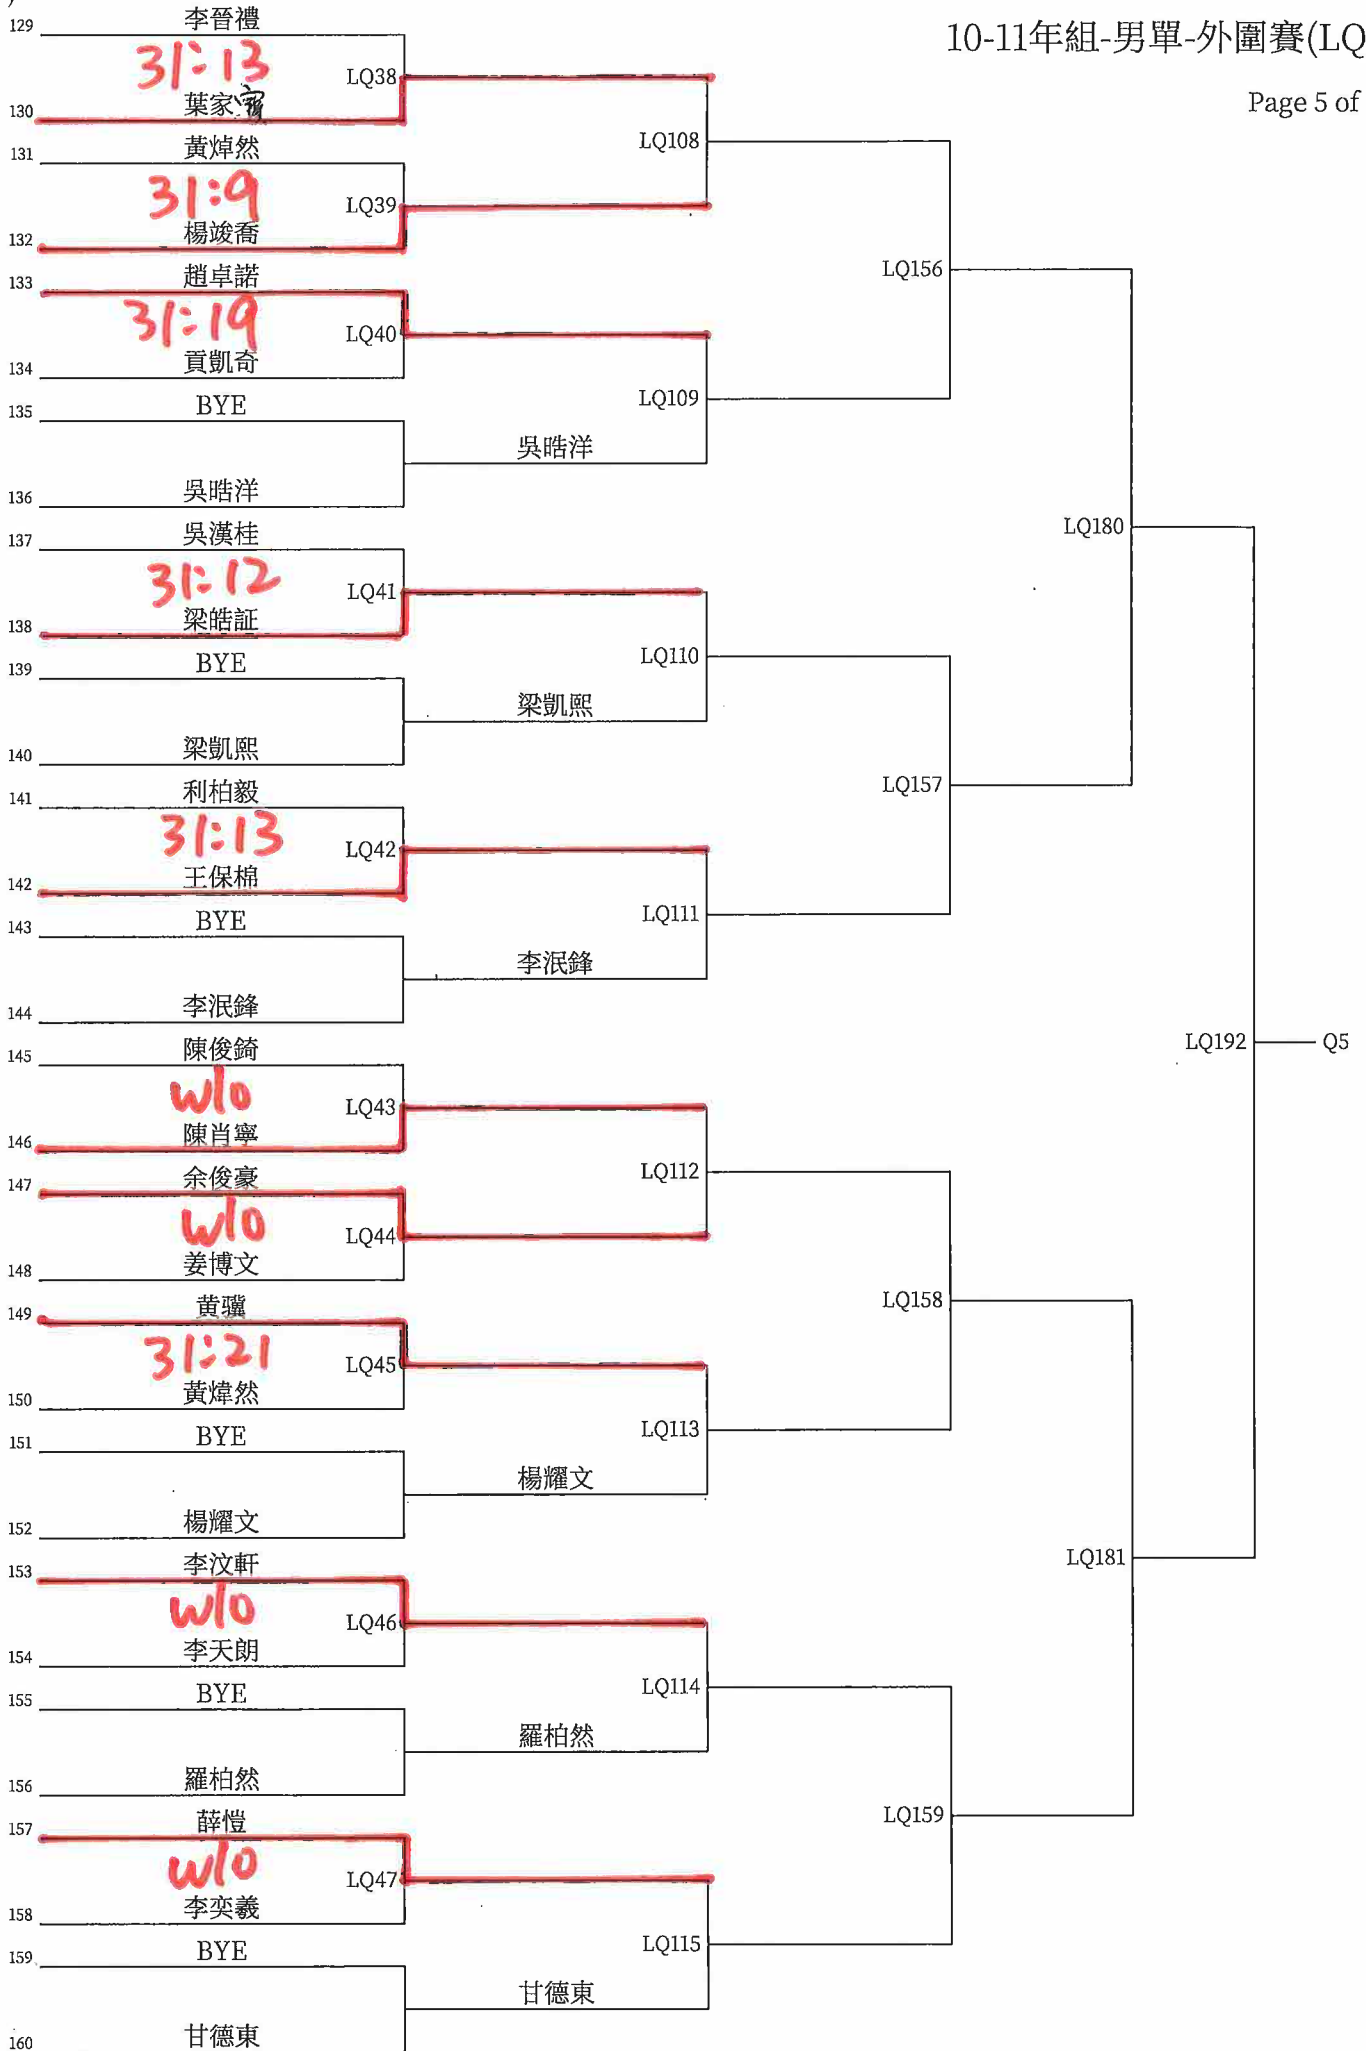 10-11年組-男單-外圍賽(LQ
Page 5 of
129 李晉禮
31:13 LQ38
130 葉家寶
131 黃焯然
LQ108
31:9 LQ39
132 楊竣喬
133 趙卓諾
LQ156
31:19 LQ40
134 貢凱奇
135 BYE
LQ109
吳晧洋
136 吳晧洋
137 吳漢桂
LQ180
31:12 LQ41
138 梁皓証
139 BYE
LQ110
梁凱熙
140 梁凱熙
141 利柏毅
LQ157
31:13 LQ42
142 王保棉
143 BYE
LQ111
李泯鋒
144 李泯鋒
145 陳俊錡
LQ192 Q5
w/o LQ43
146 陳肖寧
147 余俊豪
LQ112
w/o LQ44
148 姜博文
149 黄骥
LQ158
31:21 LQ45
150 黃煒然
151 BYE
LQ113
楊耀文
152 楊耀文
153 李汶軒
LQ181
w/o LQ46
154 李天朗
155 BYE
LQ114
羅柏然
156 羅柏然
157 薛愷
LQ159
w/o LQ47
158 李奕羲
159 BYE
LQ115
甘德東
160 甘德東